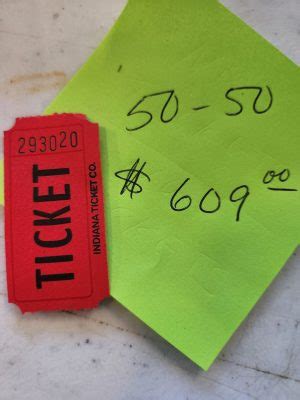 293020
TICKET
INDIANA TICKET CO.
50-50
$ 609 00